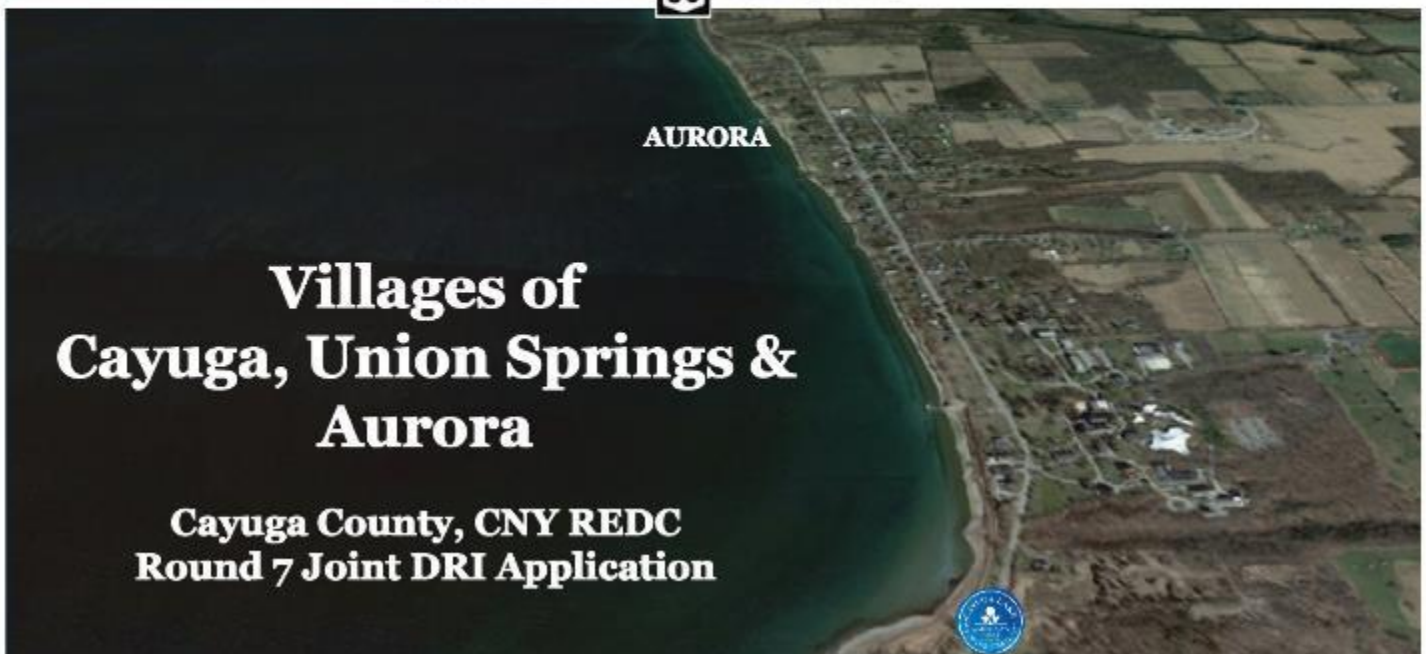 AURORA
Villages of
Cayuga, Union Springs &
Aurora
Cayuga County, CNY REDC
Round 7 Joint DRI Application